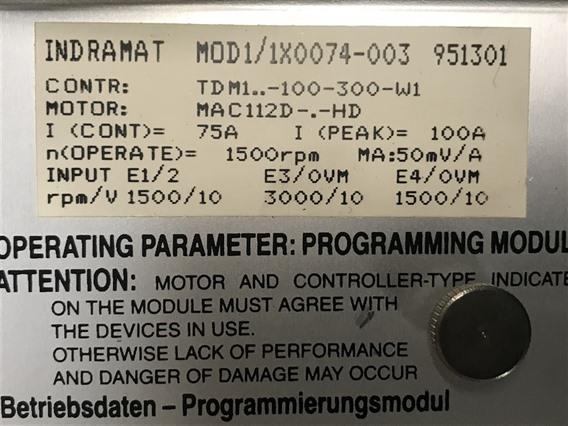 INDRAMAT MOD1/1X0074-003 951301
CONTR: TDM1..-100-300-W1
MOTOR: MAC112D-.-HD
I (CONT)= 75A I (PEAK)= 100A
n(OPERATE)= 1500rpm MA:50mV/A
INPUT E1/2 E3/0VM E4/0VM
rpm/V 1500/10 3000/10 1500/10
OPERATING PARAMETER: PROGRAMMING MODUL
ATTENTION: MOTOR AND CONTROLLER-TYPE INDICATE
ON THE MODULE MUST AGREE WITH
THE DEVICES IN USE.
OTHERWISE LACK OF PERFORMANCE
AND DANGER OF DAMAGE MAY OCCUR
Betriebsdaten – Programmierungsmodul